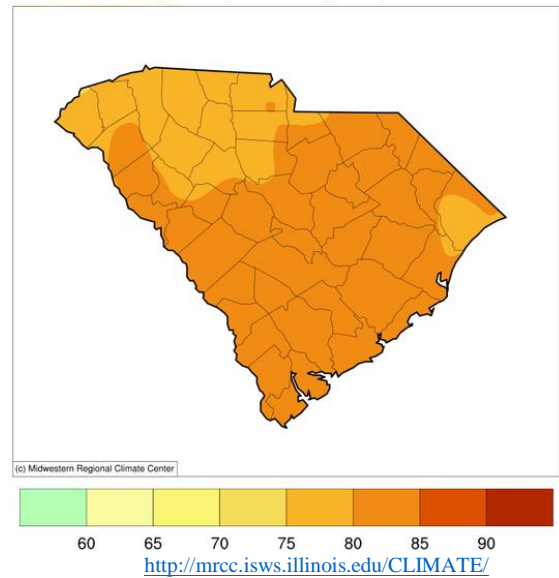 (c) Midwestern Regional Climate Center
60 65 70 75 80 85 90
http://mrcc.isws.illinois.edu/CLIMATE/